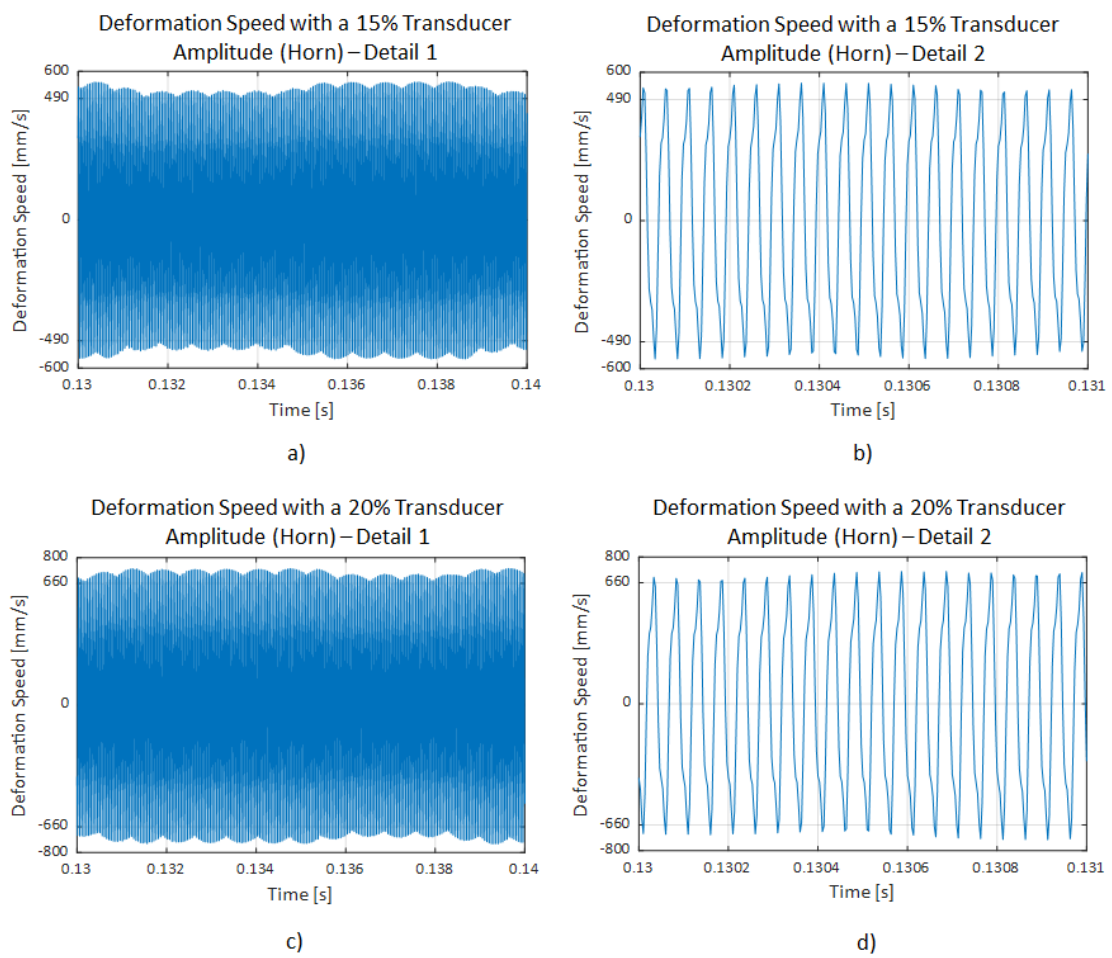 Deformation Speed with a 15% Transducer
Amplitude (Horn) – Detail 1
Deformation Speed [mm/s]
600
490
0
-490
-600
0.13
0.132
0.134
0.136
0.138
0.14
Time [s]
a)
Deformation Speed with a 15% Transducer
Amplitude (Horn) – Detail 2
Deformation Speed [mm/s]
600
490
0
-490
-600
0.13
0.1302
0.1304
0.1306
0.1308
0.131
Time [s]
b)
Deformation Speed with a 20% Transducer
Amplitude (Horn) – Detail 1
Deformation Speed [mm/s]
800
660
0
-660
-800
0.13
0.132
0.134
0.136
0.138
0.14
Time [s]
c)
Deformation Speed with a 20% Transducer
Amplitude (Horn) – Detail 2
Deformation Speed [mm/s]
800
660
0
-660
-800
0.13
0.1302
0.1304
0.1306
0.1308
0.131
Time [s]
d)